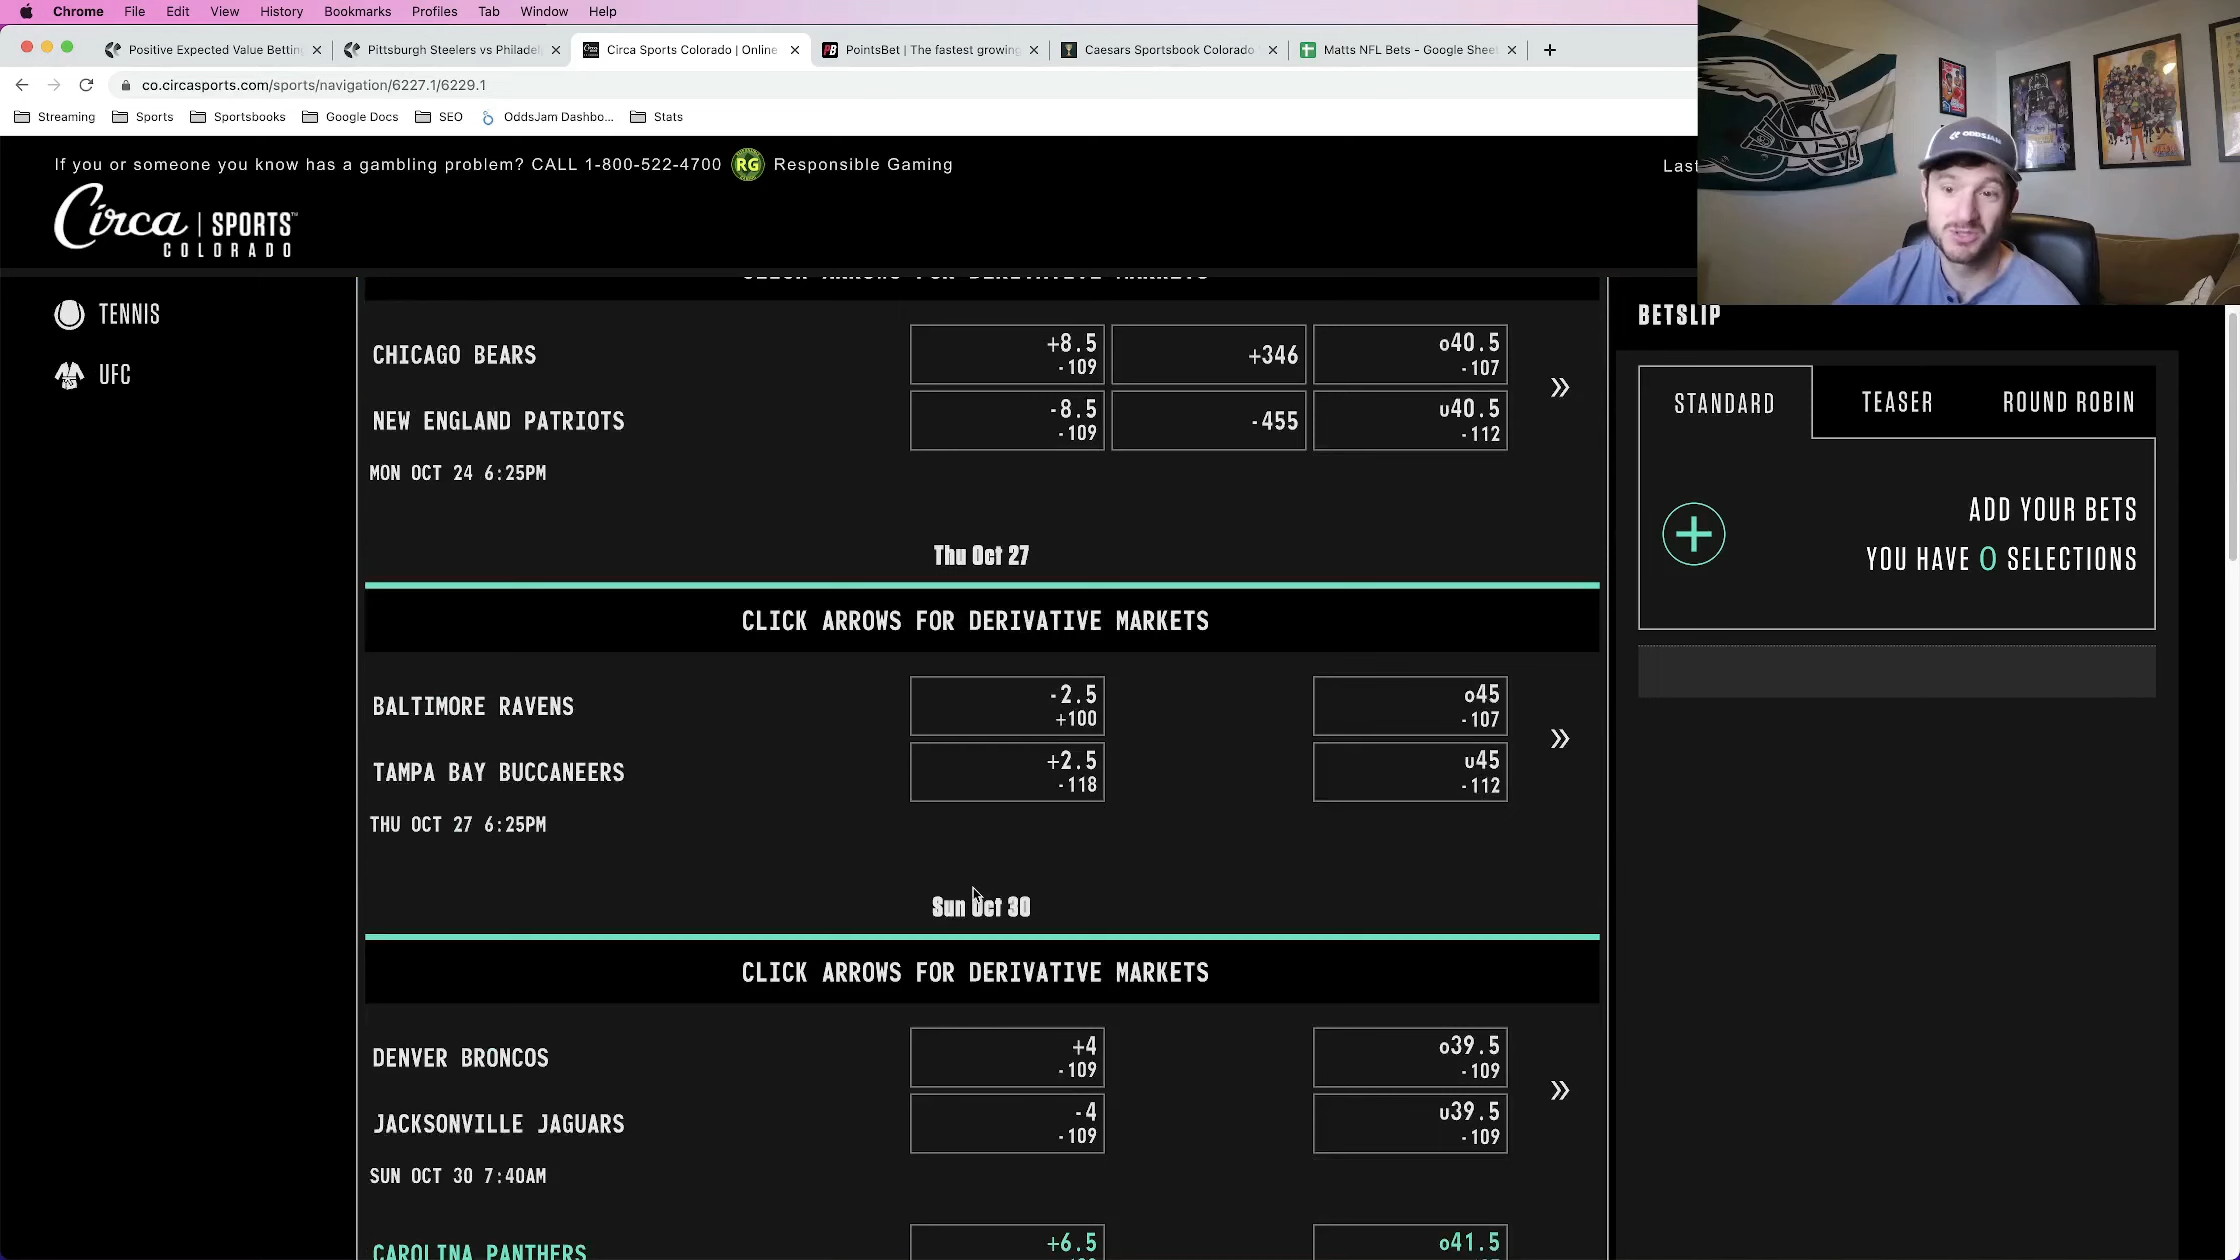 Chrome File Edit View History Bookmarks Profiles Tab Window Help
Positive Expected Value Bettin Pittsburgh Steelers vs Philadel Circa Sports Colorado | Online PointsBet | The fastest growing Caesars Sportsbook Colorado Matts NFL Bets - Google Shee
co.circasports.com/sports/navigation/6227.1/6229.1
Streaming Sports Sportsbooks Google Docs SEO OddsJam Dashbo... Stats
If you or someone you know has a gambling problem? CALL 1-800-522-4700 RG Responsible Gaming
Last
Circa | SPORTS
COLORADO
ODDSJAM
TENNIS
UFC
CLICK ARROWS FOR DERIVATIVE MARKETS
CHICAGO BEARS +8.5 -109 +346 o40.5 -107
NEW ENGLAND PATRIOTS -8.5 -109 -455 u40.5 -112
MON OCT 24 6:25PM
Thu Oct 27
CLICK ARROWS FOR DERIVATIVE MARKETS
BALTIMORE RAVENS -2.5 +100 o45 -107
TAMPA BAY BUCCANEERS +2.5 -118 u45 -112
THU OCT 27 6:25PM
Sun Oct 30
CLICK ARROWS FOR DERIVATIVE MARKETS
DENVER BRONCOS +4 -109 o39.5 -109
JACKSONVILLE JAGUARS -4 -109 u39.5 -109
SUN OCT 30 7:40AM
CAROLINA PANTHERS +6.5 o41.5
BETSLIP
STANDARD TEASER ROUND ROBIN
ADD YOUR BETS
YOU HAVE 0 SELECTIONS